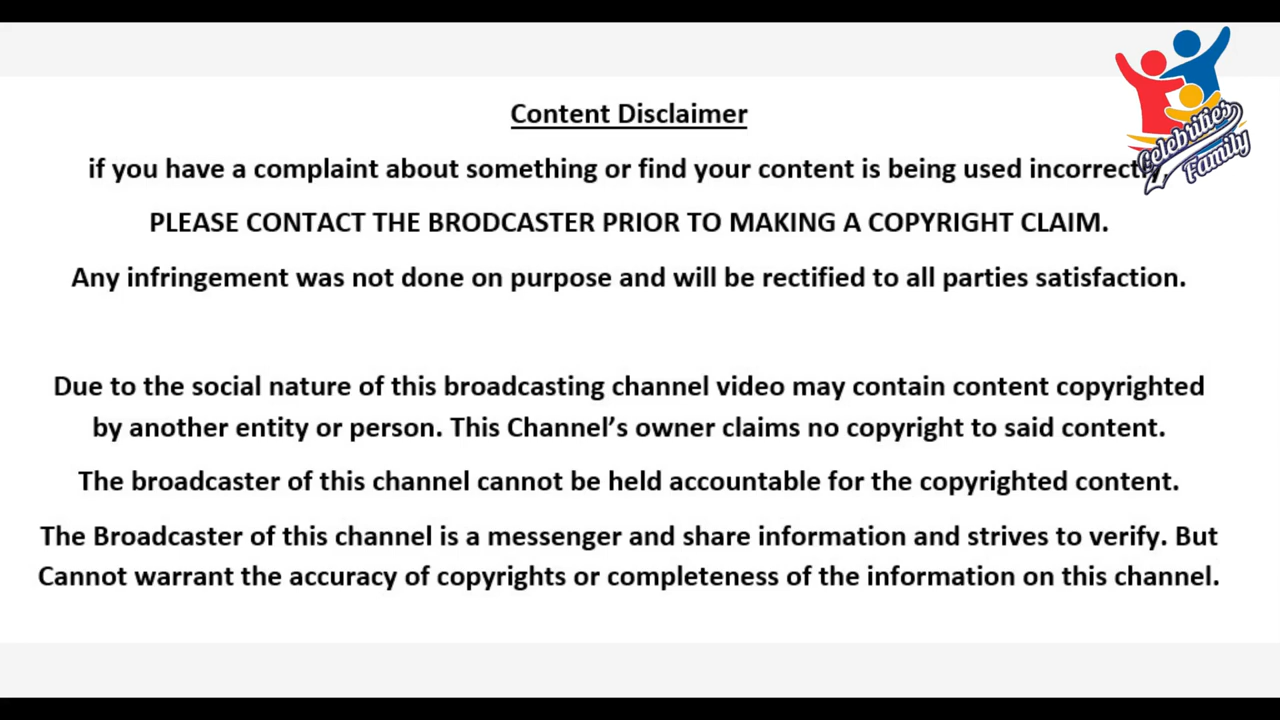 Content Disclaimer
if you have a complaint about something or find your content is being used incorrectly,
PLEASE CONTACT THE BRODCASTER PRIOR TO MAKING A COPYRIGHT CLAIM.
Any infringement was not done on purpose and will be rectified to all parties satisfaction.
Due to the social nature of this broadcasting channel video may contain content copyrighted
by another entity or person. This Channel's owner claims no copyright to said content.
The broadcaster of this channel cannot be held accountable for the copyrighted content.
The Broadcaster of this channel is a messenger and share information and strives to verify. But
Cannot warrant the accuracy of copyrights or completeness of the information on this channel.
Celebrities
Family